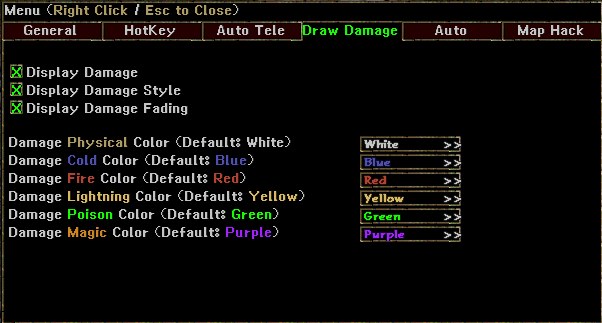 Menu (Right Click / Esc to Close)
General HotKey Auto Tele Draw Damage Auto Map Hack
Display Damage
Display Damage Style
Display Damage Fading
Damage Physical Color (Default: White) White >>
Damage Cold Color (Default: Blue) Blue >>
Damage Fire Color (Default: Red) Red >>
Damage Lightning Color (Default: Yellow) Yellow >>
Damage Poison Color (Default: Green) Green >>
Damage Magic Color (Default: Purple) Purple >>